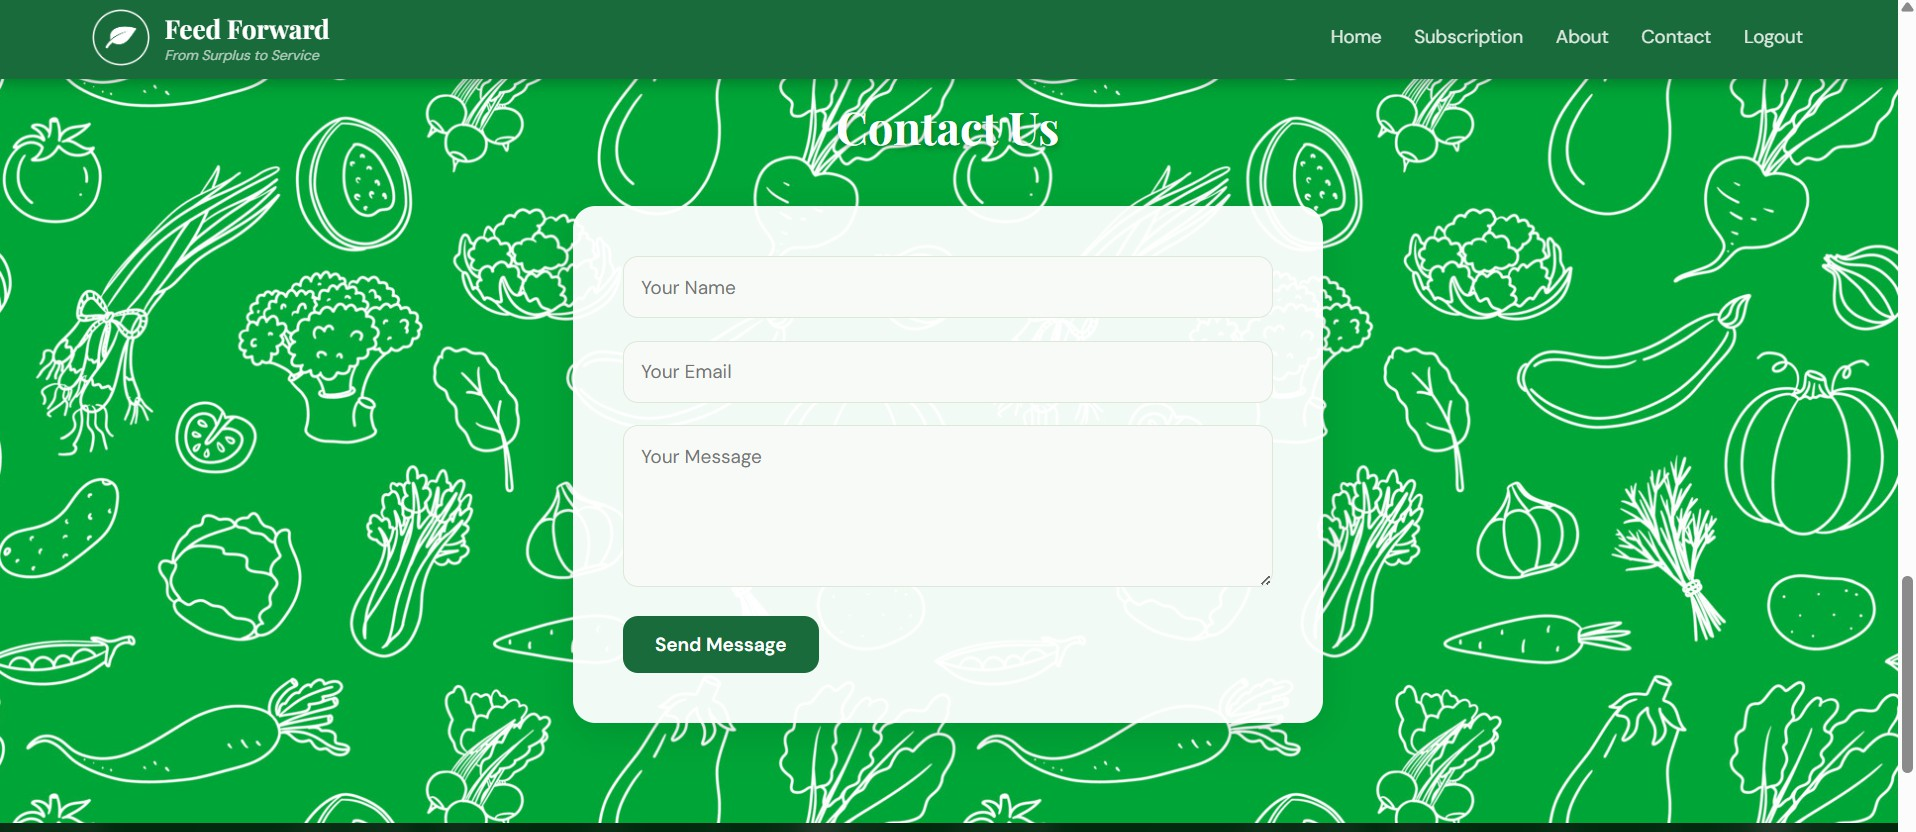 Feed Forward
From Surplus to Service
Home Subscription About Contact Logout
Contact Us
Your Name
Your Email
Your Message
Send Message